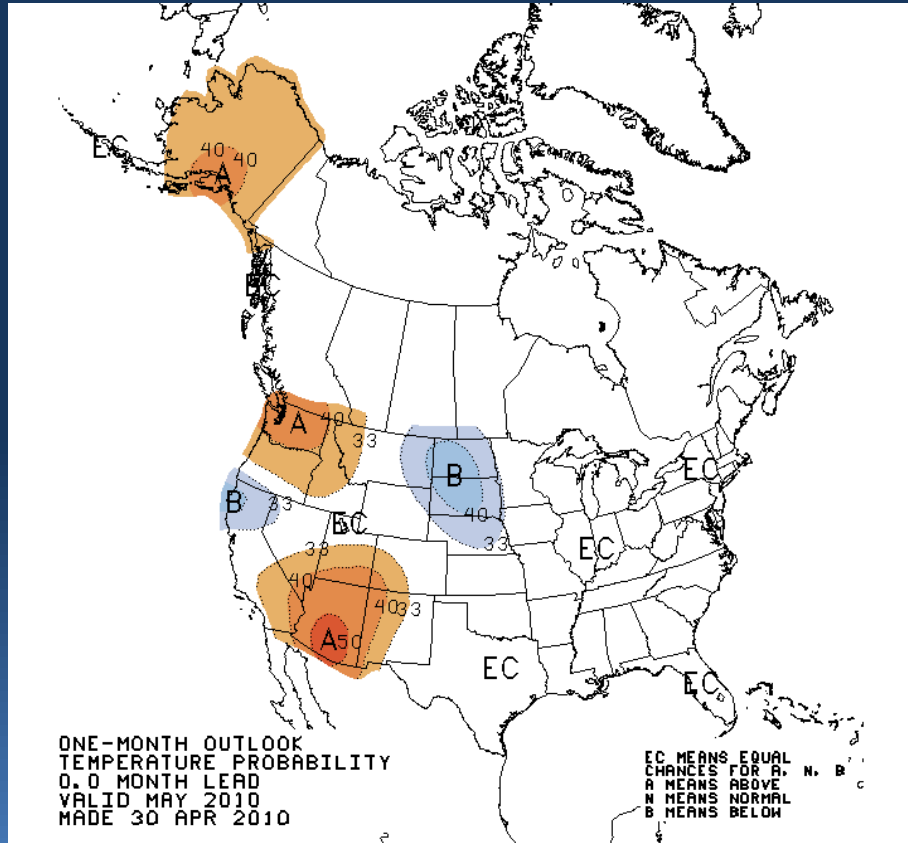 EC
40 40
A
EC
A 40
33
B
EC
B 33
40
EC
33
EC
33
40
40 33
A 50
EC
EC
ONE-MONTH OUTLOOK
TEMPERATURE PROBABILITY
0.0 MONTH LEAD
VALID MAY 2010
MADE 30 APR 2010
EC MEANS EQUAL
CHANCES FOR A, N, B
A MEANS ABOVE
N MEANS NORMAL
B MEANS BELOW